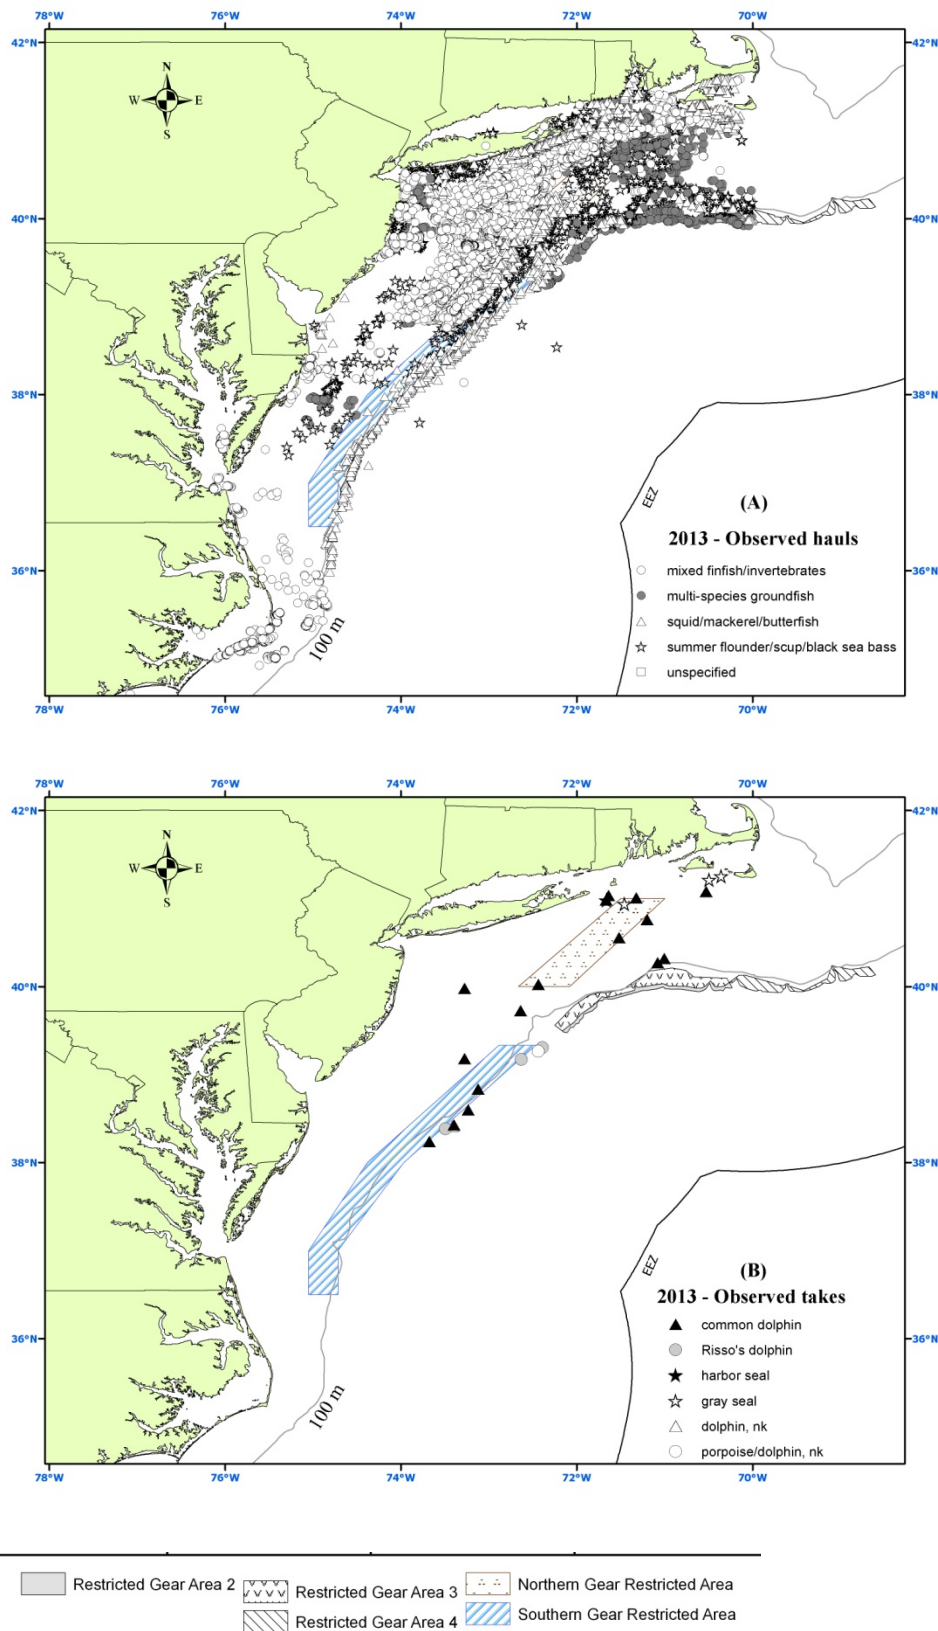 78°W 76°W 74°W 72°W 70°W
42°N 42°N
N
W E
S
40°N 40°N
38°N 38°N
EEZ
(A)
2013 - Observed hauls
mixed finfish/invertebrates
multi-species groundfish
36°N 36°N
squid/mackerel/butterfish
100 m
summer flounder/scup/black sea bass
unspecified
78°W 76°W 74°W 72°W 70°W
78°W 76°W 74°W 72°W 70°W
42°N 42°N
N
W E
S
40°N 40°N
38°N 38°N
EEZ
(B)
2013 - Observed takes
common dolphin
36°N 36°N
Risso's dolphin
harbor seal
100 m
gray seal
dolphin, nk
porpoise/dolphin, nk
78°W 76°W 74°W 72°W 70°W
Restricted Gear Area 2
Restricted Gear Area 3
Restricted Gear Area 4
Northern Gear Restricted Area
Southern Gear Restricted Area